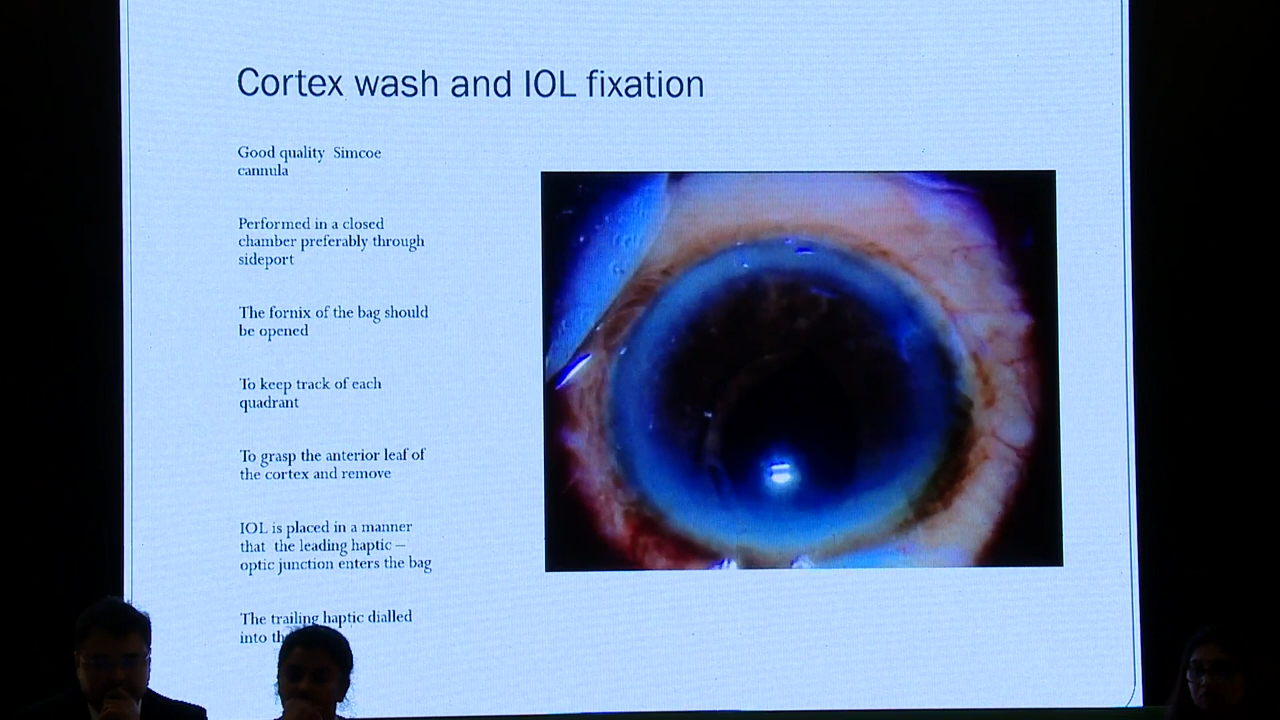 Cortex wash and IOL fixation
Good quality Simcoe
cannula
Performed in a closed
chamber preferably through
sideport
The fornix of the bag should
be opened
To keep track of each
quadrant
To grasp the anterior leaf of
the cortex and remove
IOL is placed in a manner
that the leading haptic –
optic junction enters the bag
The trailing haptic dialled
into